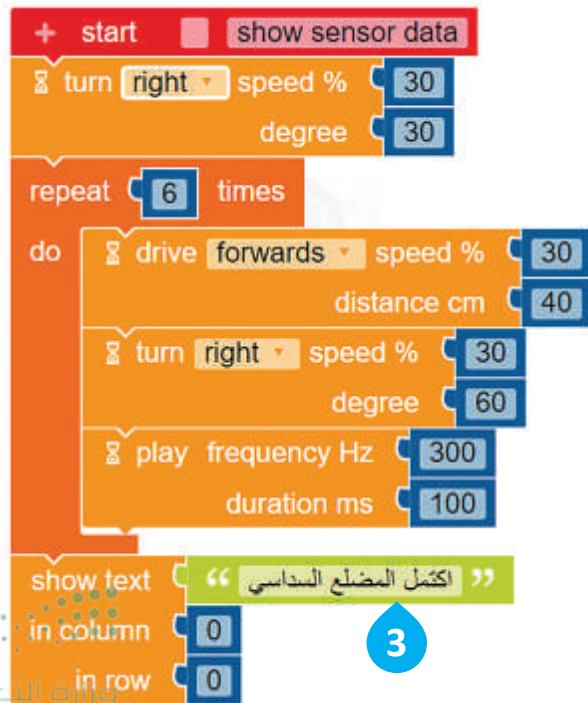 + start show sensor data
turn right speed % 30
degree 30
repeat 6 times
do drive forwards speed % 30
distance cm 40
turn right speed % 30
degree 60
play frequency Hz 300
duration ms 100
show text “ اكتمل المضلع السداسي ”
in column 0
3
in row 0